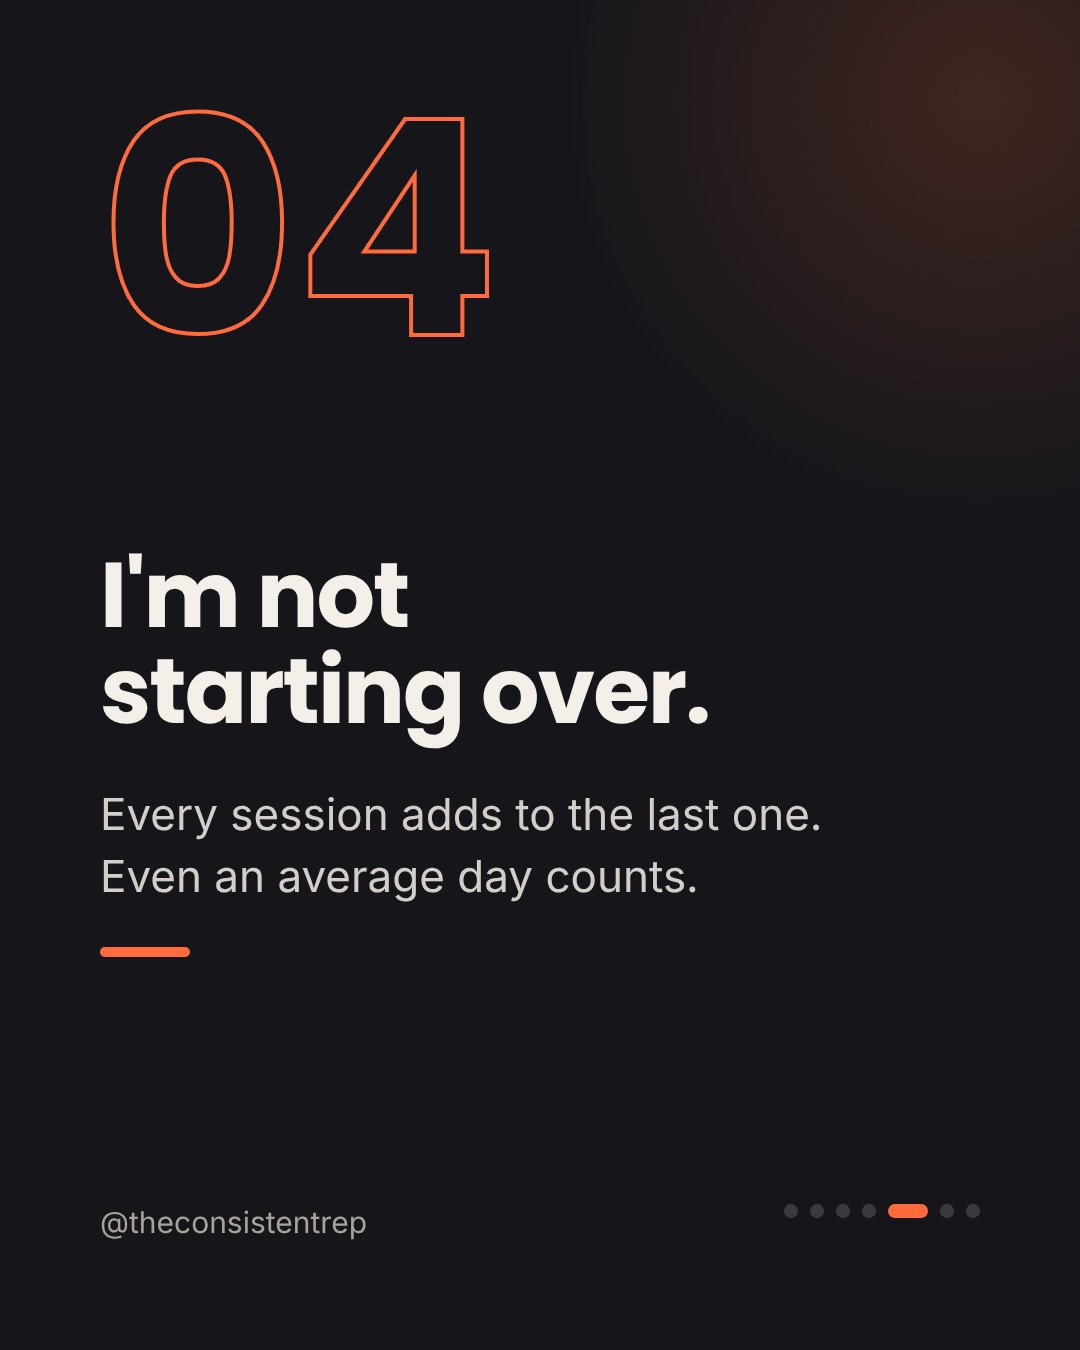 04
I'm not
starting over.
Every session adds to the last one.
Even an average day counts.
@theconsistentrep